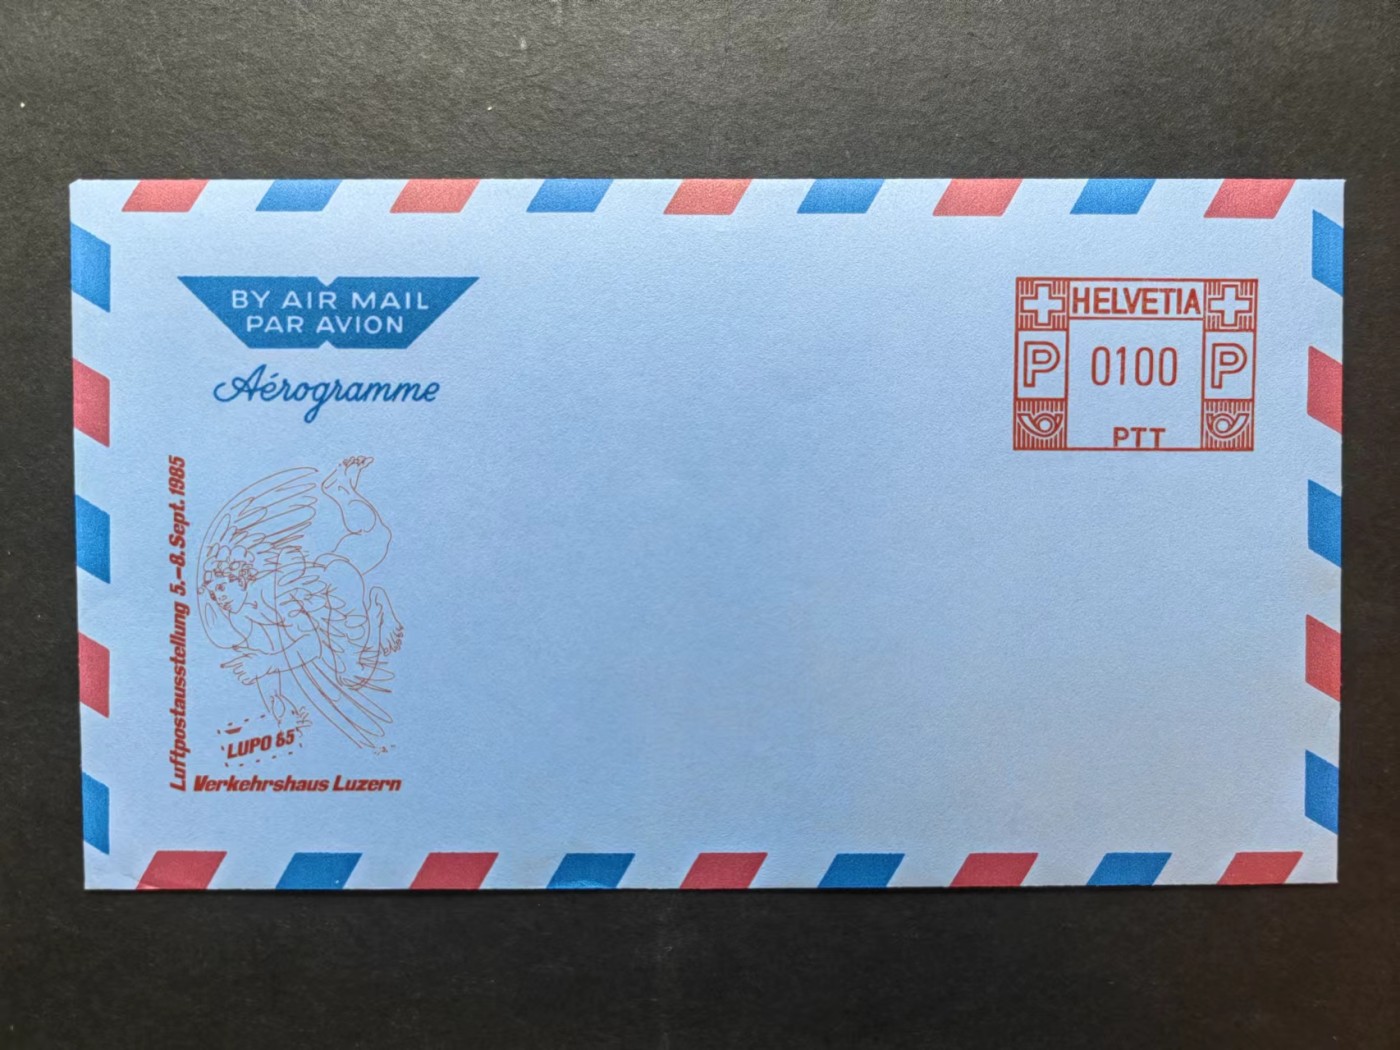 BY AIR MAIL
PAR AVION
Aérogramme
HELVETIA
P 0100 P
PTT
Luftpostausstellung 5.–8. Sept. 1985
LUPO 85
Verkehrshaus Luzern